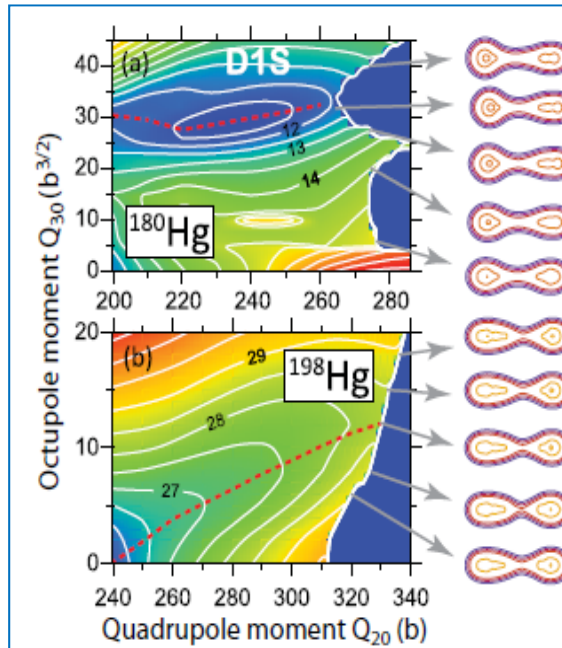 (a)
D1S
40
30
20
10
0
12
13
14
180Hg
200 220 240 260 280
Octupole moment Q30 (b3/2)
(b)
198Hg
20
10
0
29
28
27
240 260 280 300 320 340
Quadrupole moment Q20 (b)